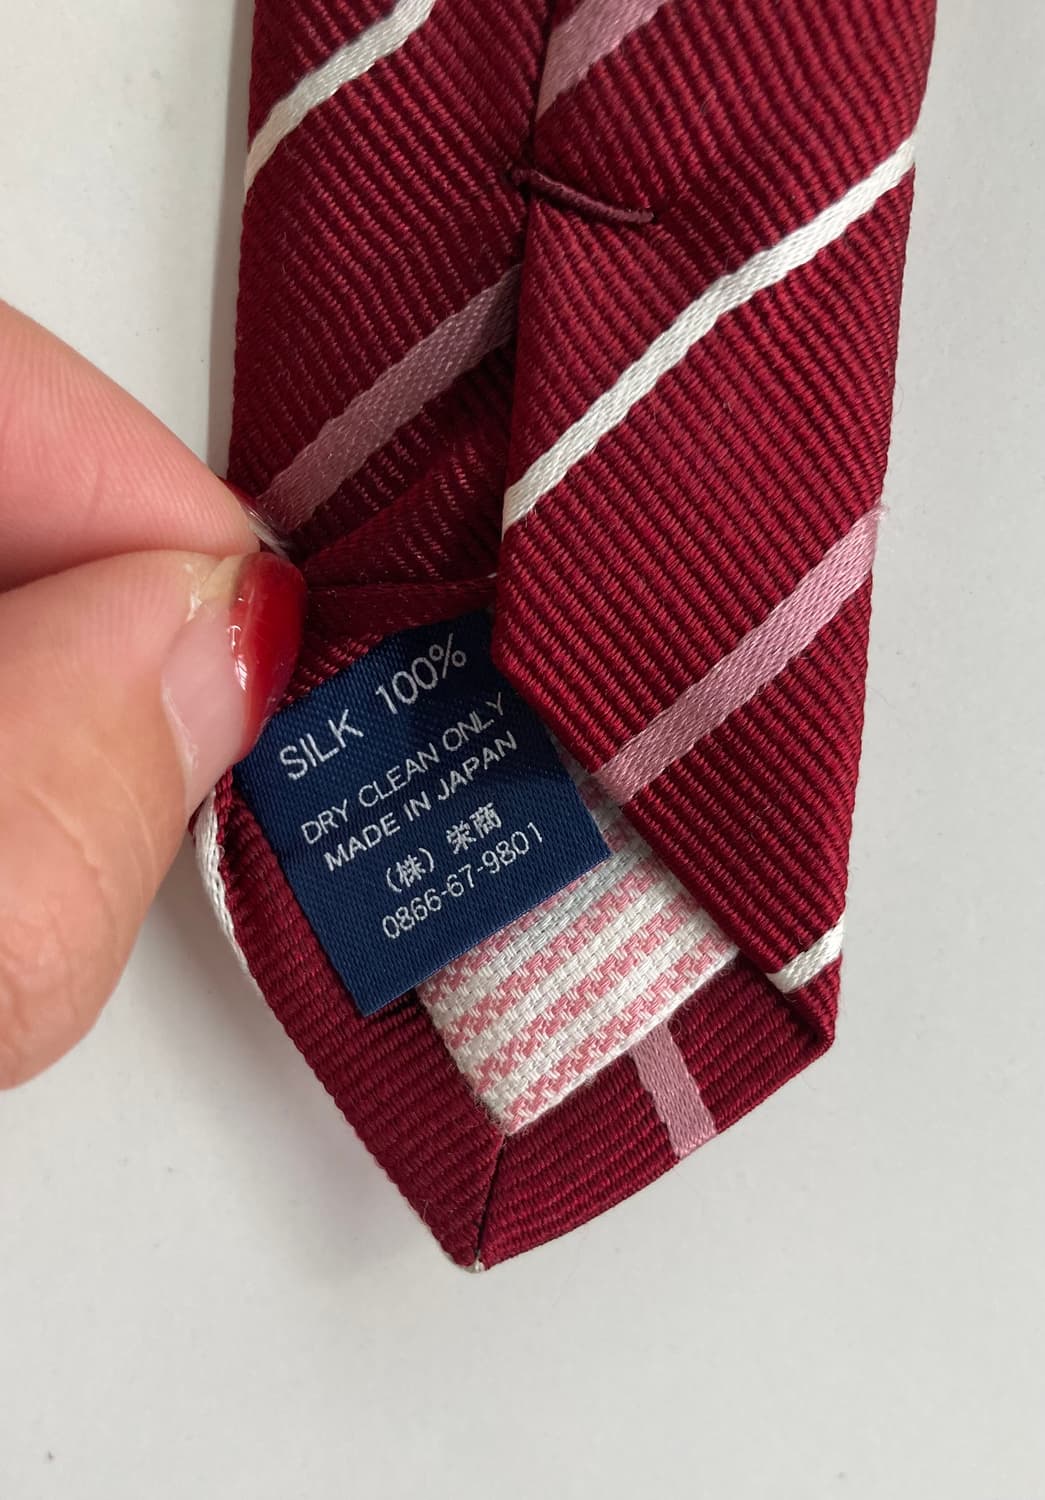 SILK 100%
DRY CLEAN ONLY
MADE IN JAPAN
(株) 栄商
0866-67-9801